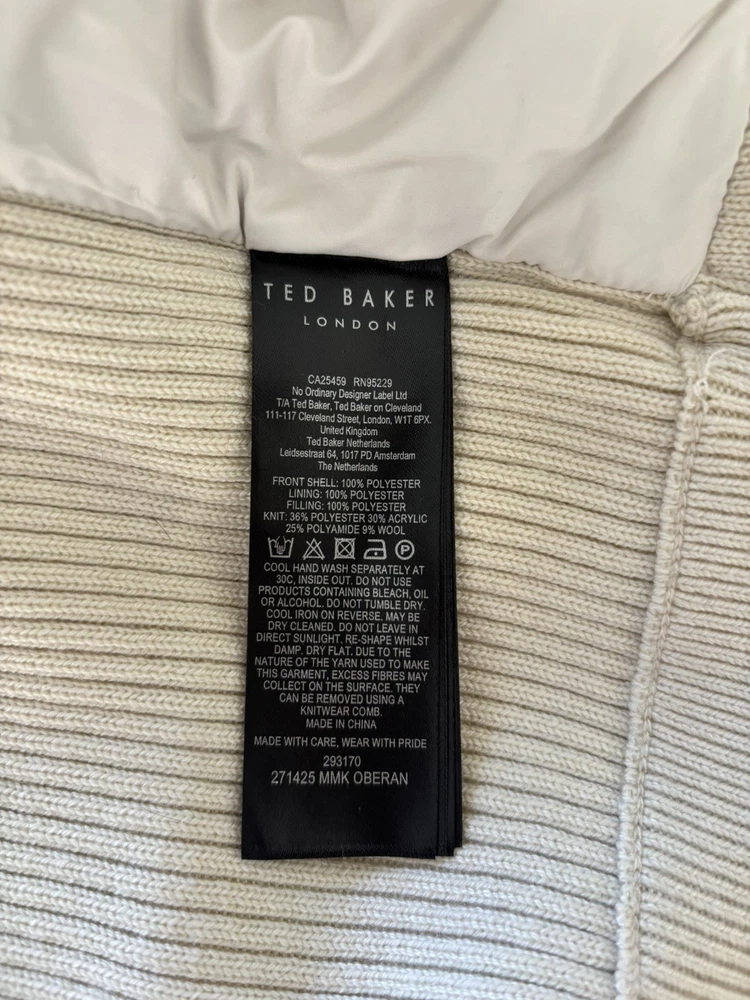 TED BAKER
LONDON
CA25459 RN95229
No Ordinary Designer Label Ltd
T/A Ted Baker, Ted Baker on Cleveland
111-117 Cleveland Street, London, W1T 6PX.
United Kingdom
Ted Baker Netherlands
Leidsestraat 64, 1017 PD Amsterdam
The Netherlands
FRONT SHELL: 100% POLYESTER
LINING: 100% POLYESTER
FILLING: 100% POLYESTER
KNIT: 36% POLYESTER 30% ACRYLIC
25% POLYAMIDE 9% WOOL
P
COOL HAND WASH SEPARATELY AT
30C, INSIDE OUT. DO NOT USE
PRODUCTS CONTAINING BLEACH, OIL
OR ALCOHOL. DO NOT TUMBLE DRY.
COOL IRON ON REVERSE. MAY BE
DRY CLEANED. DO NOT LEAVE IN
DIRECT SUNLIGHT. RE-SHAPE WHILST
DAMP. DRY FLAT. DUE TO THE
NATURE OF THE YARN USED TO MAKE
THIS GARMENT, EXCESS FIBRES MAY
COLLECT ON THE SURFACE. THEY
CAN BE REMOVED USING A
KNITWEAR COMB.
MADE IN CHINA
MADE WITH CARE, WEAR WITH PRIDE
293170
271425 MMK OBERAN